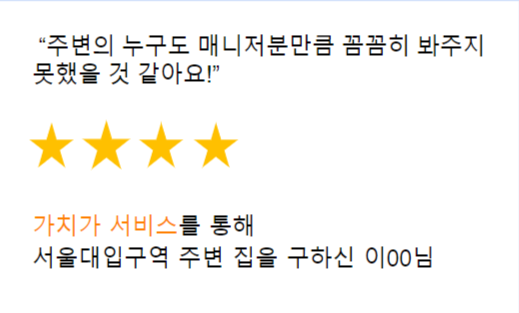 “주변의 누구도 매니저분만큼 꼼꼼히 봐주지
못했을 것 같아요!”
가치가 서비스를 통해
서울대입구역 주변 집을 구하신 이00님